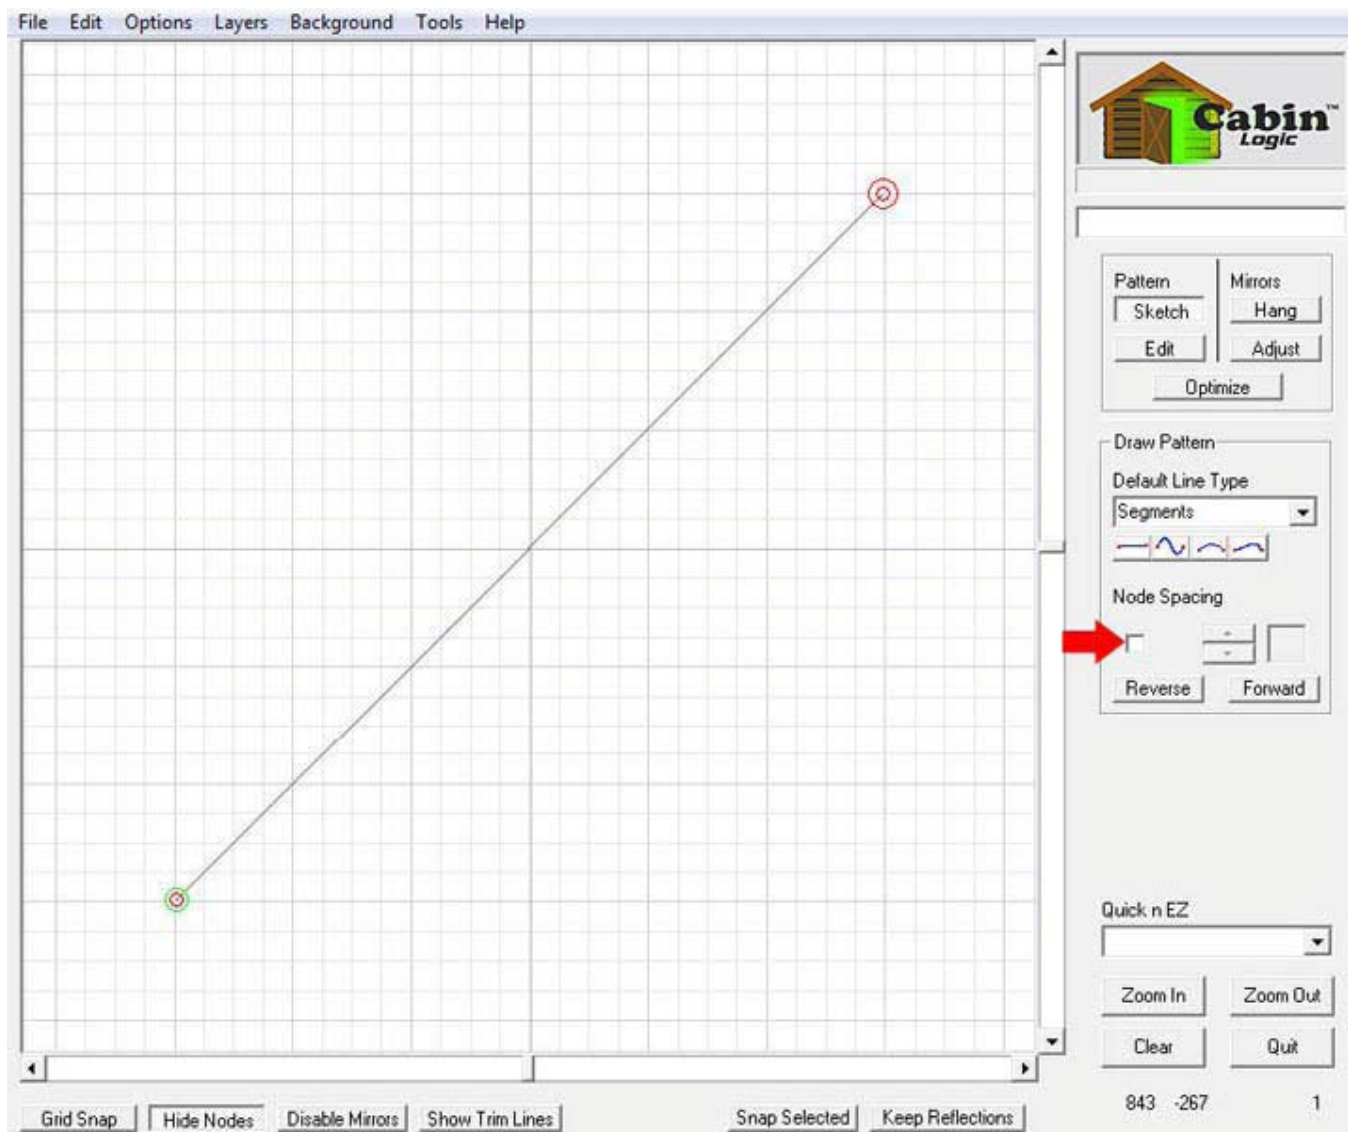 File Edit Options Layers Background Tools Help
Cabin™
Logic
Pattern Mirrors
Sketch Hang
Edit Adjust
Optimize
Draw Pattern
Default Line Type
Segments
Node Spacing
Reverse Forward
Quick n EZ
Zoom In Zoom Out
Clear Quit
843 -267 1
Grid Snap Hide Nodes Disable Mirrors Show Trim Lines Snap Selected Keep Reflections